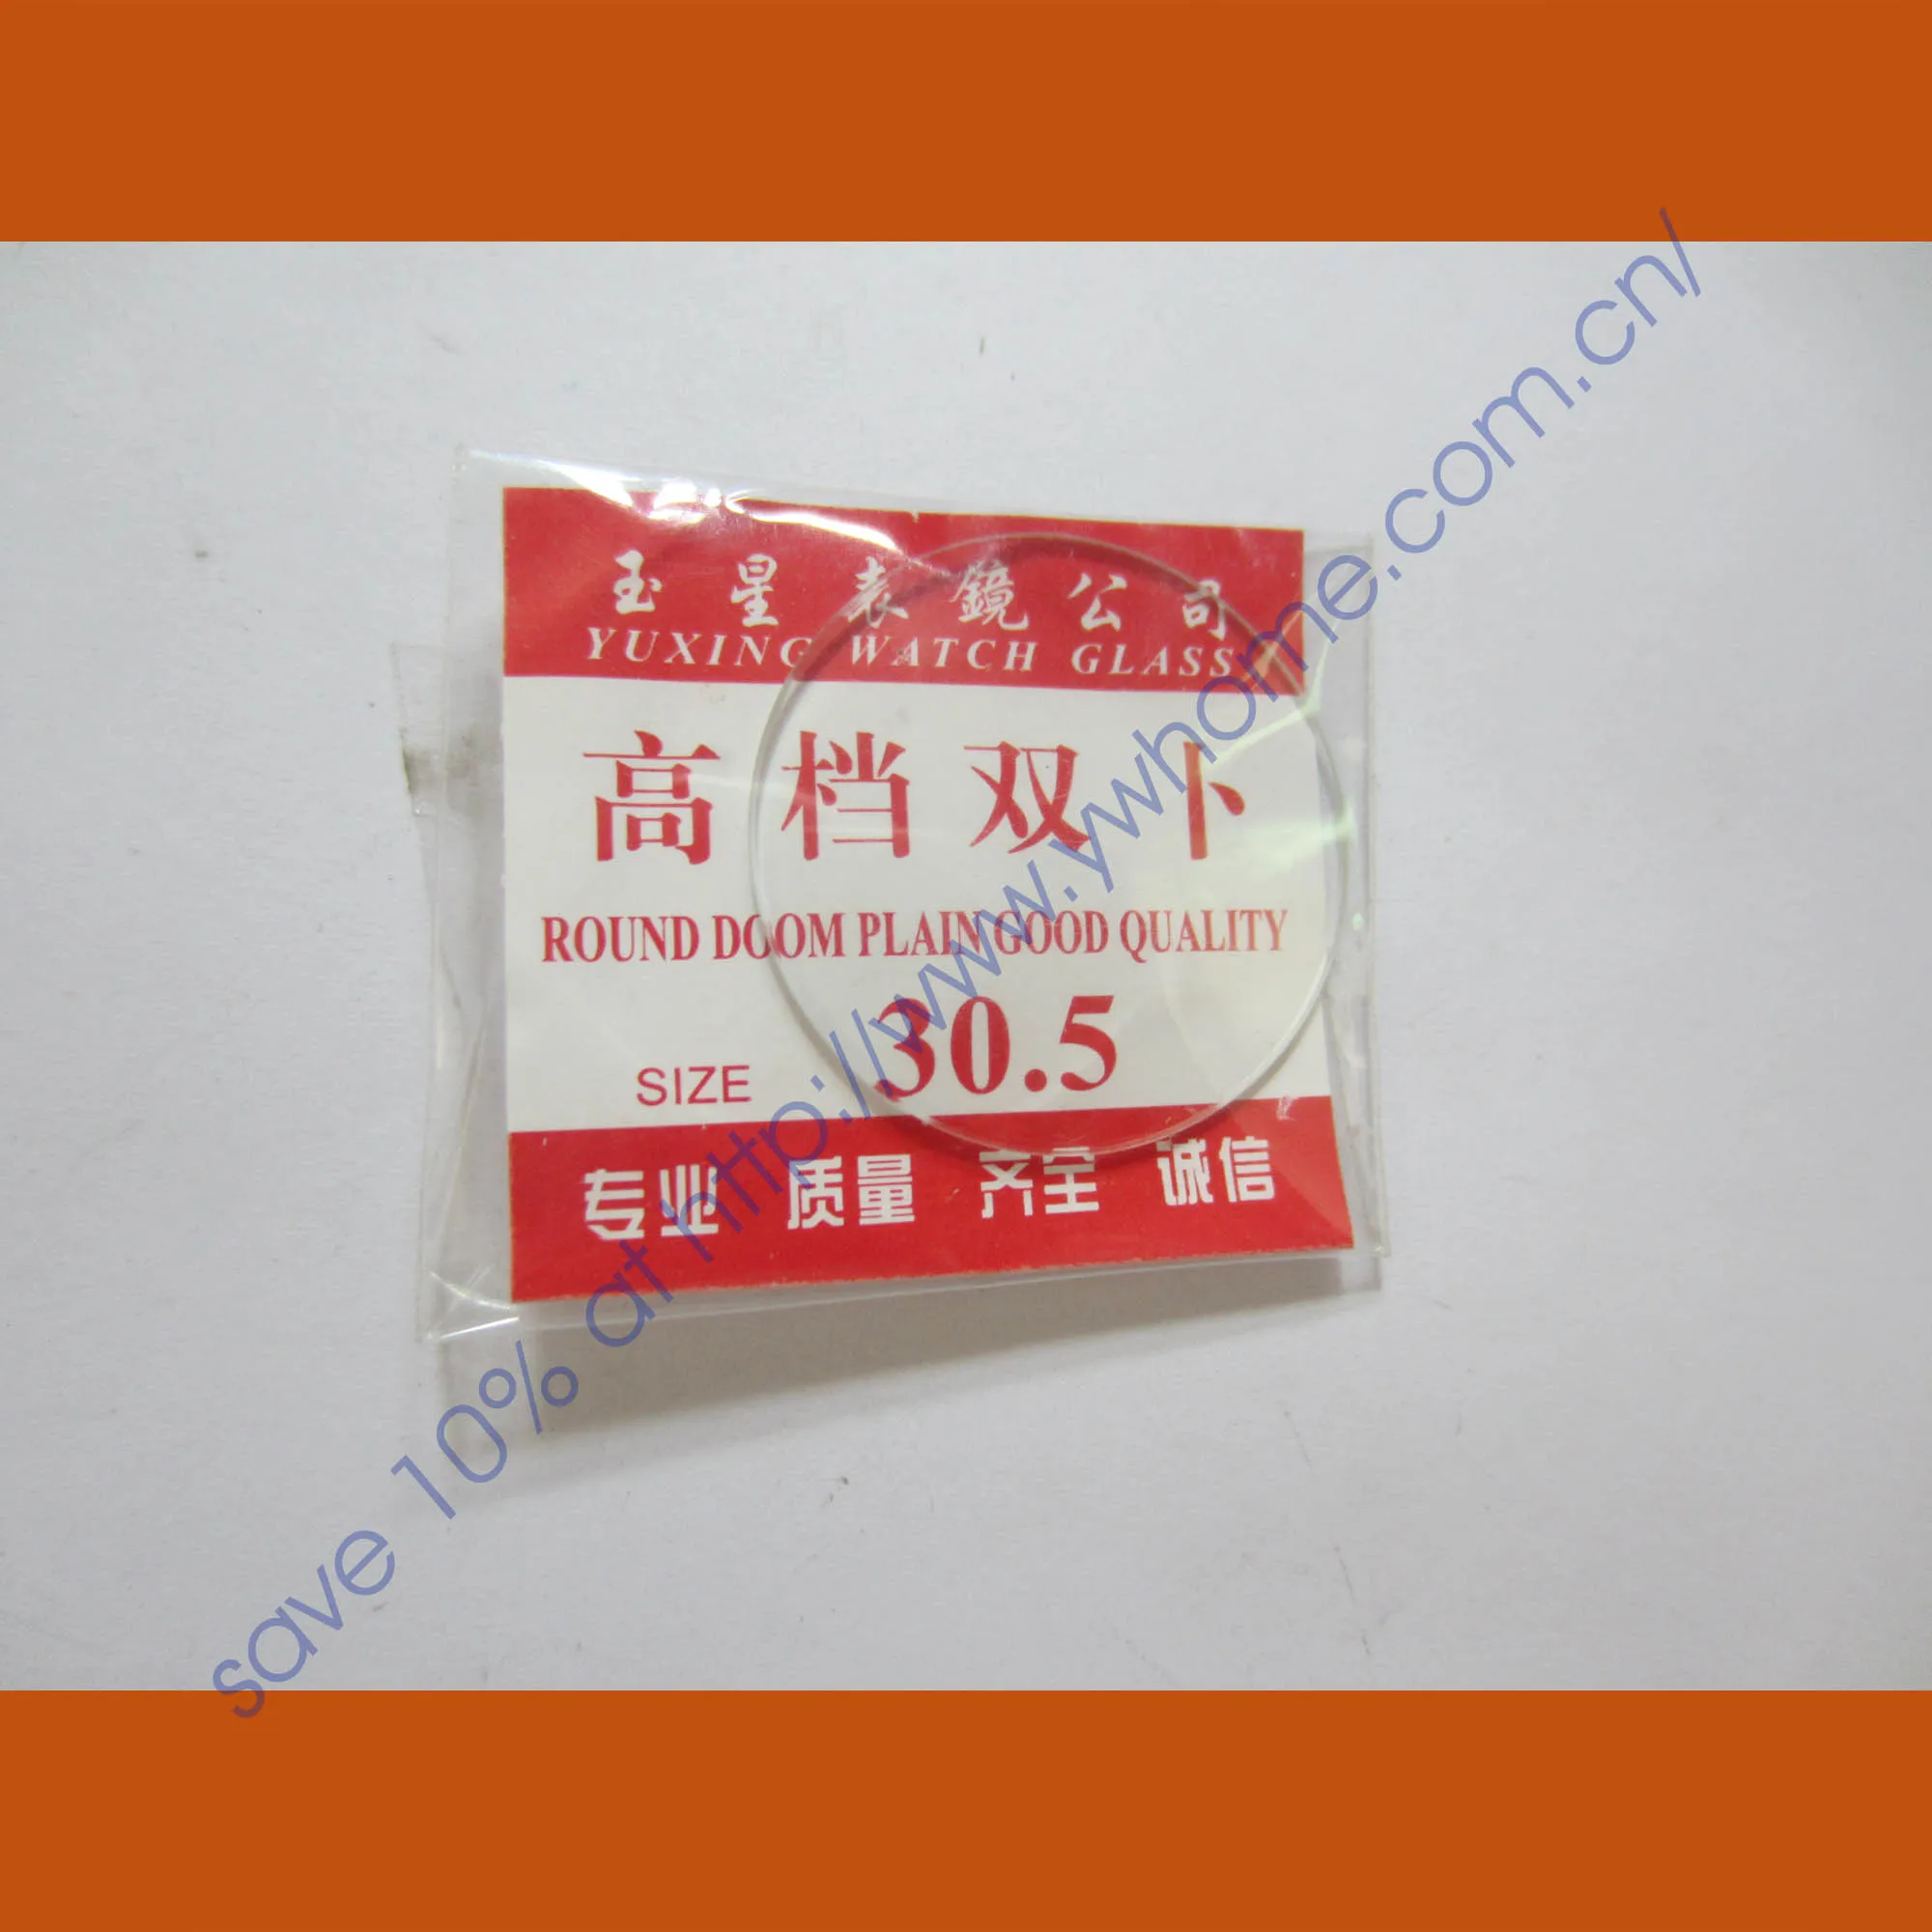 玉星表鏡公司
YUXING WATCH GLASS
高档双卜
ROUND DOOM PLAIN GOOD QUALITY
SIZE 30.5
专业 质量 齐全 诚信
save 10% at http://www.ywhome.com.cn/